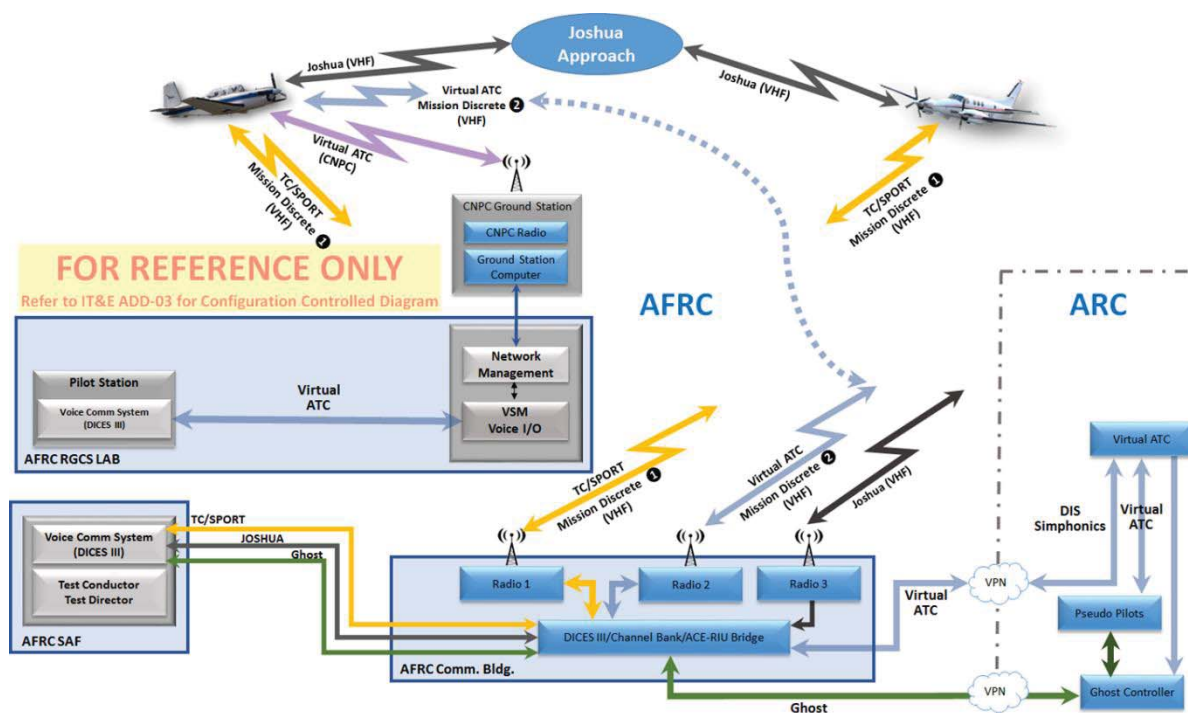 Joshua
Approach
Joshua (VHF)
Joshua (VHF)
Virtual ATC
Mission Discrete ❷
(VHF)
Virtual ATC
(CNPC)
TC/SPORT
Mission Discrete ❶
(VHF)
TC/SPORT
Mission Discrete ❶
(VHF)
CNPC Ground Station
CNPC Radio
Ground Station
Computer
FOR REFERENCE ONLY
Refer to IT&E ADD-03 for Configuration Controlled Diagram
AFRC
ARC
Pilot Station
Voice Comm System
(DICES III)
Virtual
ATC
Network
Management
VSM
Voice I/O
AFRC RGCS LAB
TC/SPORT
Mission Discrete ❶
(VHF)
Virtual ATC
Mission Discrete ❷
(VHF)
Joshua (VHF)
Virtual ATC
DIS
Simphonics
Virtual
ATC
Voice Comm System
(DICES III)
Test Conductor
Test Director
AFRC SAF
TC/SPORT
JOSHUA
Ghost
Radio 1
Radio 2
Radio 3
DICES III/Channel Bank/ACE-RIU Bridge
AFRC Comm. Bldg.
Virtual
ATC
VPN
Pseudo Pilots
VPN
Ghost Controller
Ghost